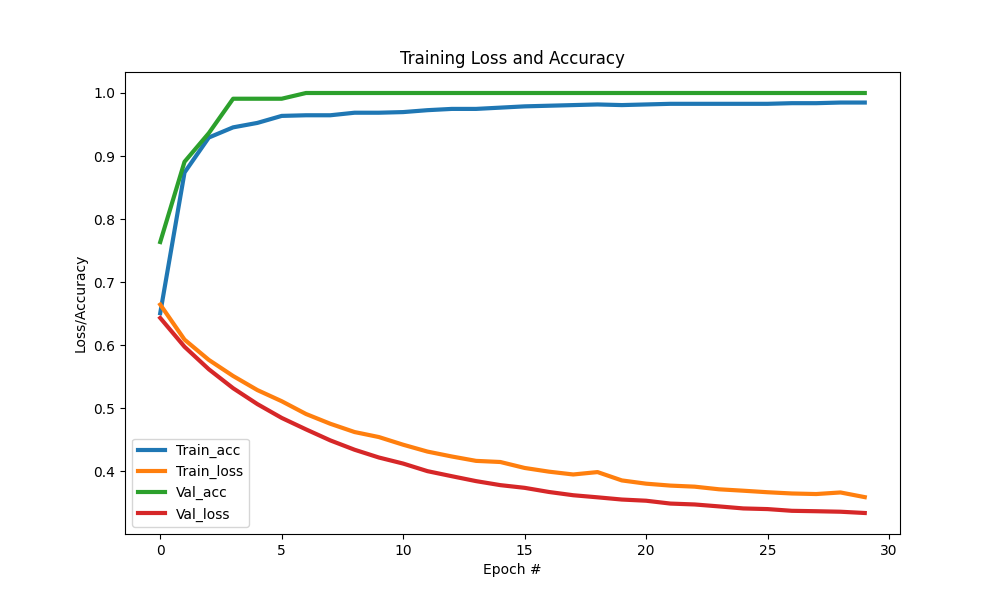 Training Loss and Accuracy
Loss/Accuracy
1.0
0.9
0.8
0.7
0.6
0.5
0.4
Train_acc
Train_loss
Val_acc
Val_loss
0 5 10 15 20 25 30
Epoch #